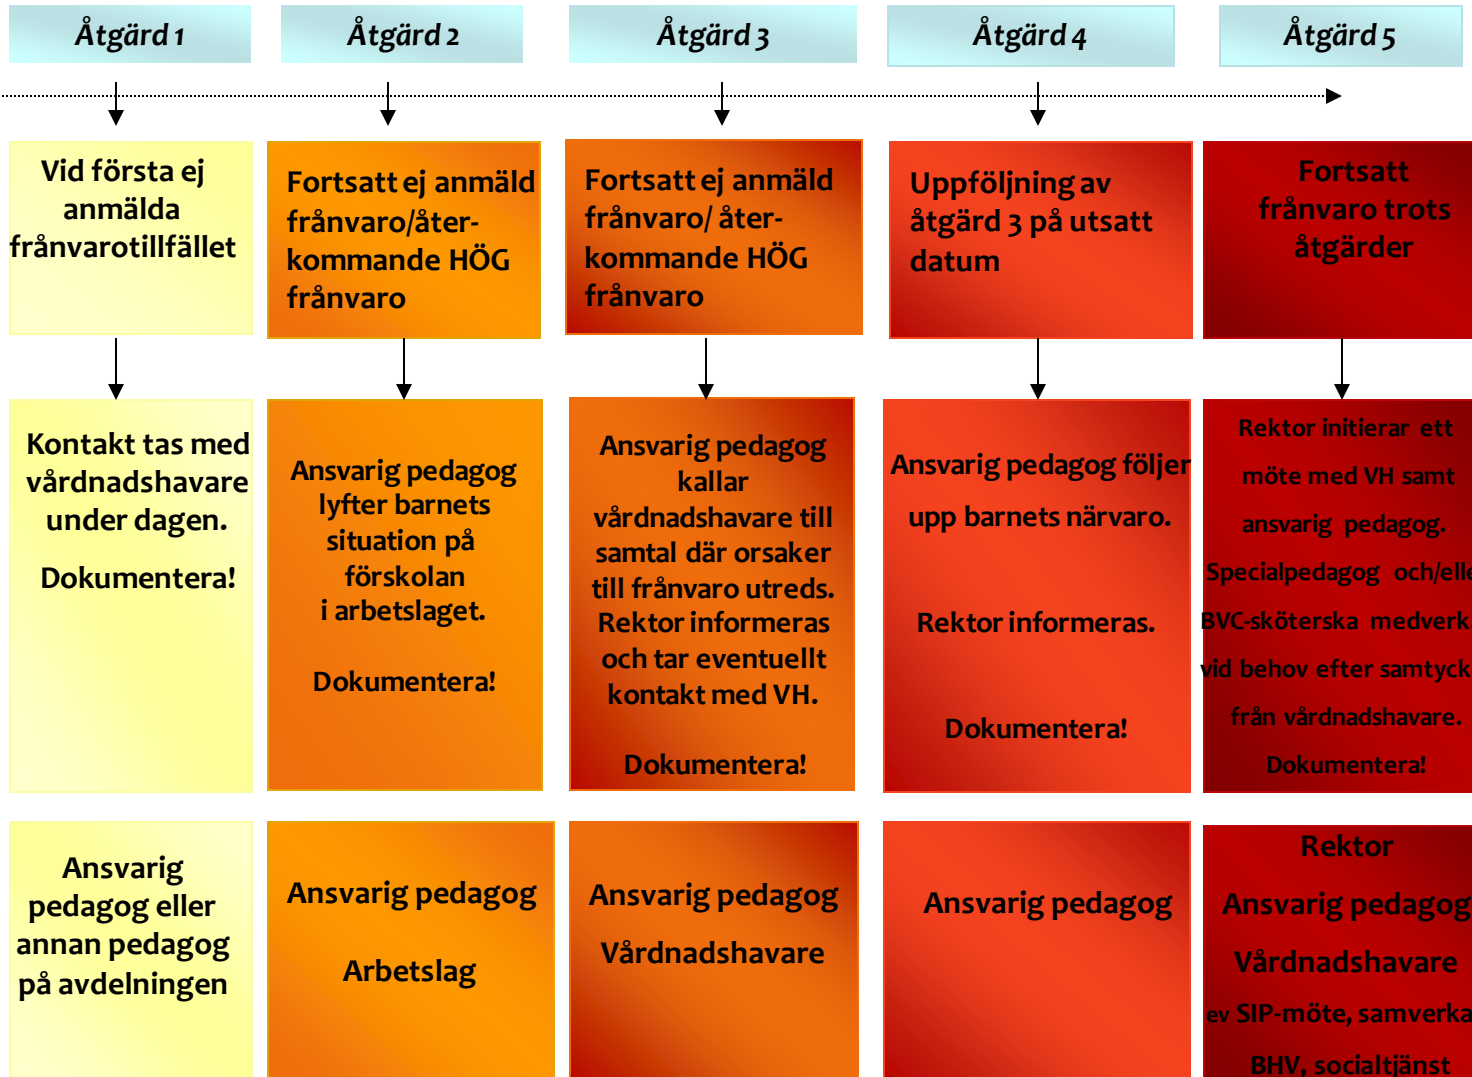 Åtgärd 1
Åtgärd 2
Åtgärd 3
Åtgärd 4
Åtgärd 5
Vid första ej
anmälda
frånvarotillfället
Fortsatt ej anmäld
frånvaro/åter-
kommande HÖG
frånvaro
Fortsatt ej anmäld
frånvaro/ åter-
kommande HÖG
frånvaro
Uppföljning av
åtgärd 3 på utsatt
datum
Fortsatt
frånvaro trots
åtgärder
Kontakt tas med
vårdnadshavare
under dagen.
Dokumentera!
Ansvarig pedagog
lyfter barnets
situation på
förskolan
i arbetslaget.
Dokumentera!
Ansvarig pedagog
kallar
vårdnadshavare till
samtal där orsaker
till frånvaro utreds.
Rektor informeras
och tar eventuellt
kontakt med VH.
Dokumentera!
Ansvarig pedagog följer
upp barnets närvaro.
Rektor informeras.
Dokumentera!
Rektor initierar ett
möte med VH samt
ansvarig pedagog.
Specialpedagog och/elle
BVC-sköterska medverka
vid behov efter samtyck
från vårdnadshavare.
Dokumentera!
Ansvarig
pedagog eller
annan pedagog
på avdelningen
Ansvarig pedagog
Arbetslag
Ansvarig pedagog
Vårdnadshavare
Ansvarig pedagog
Rektor
Ansvarig pedagog
Vårdnadshavare
ev SIP-möte, samverka
BHV, socialtjänst